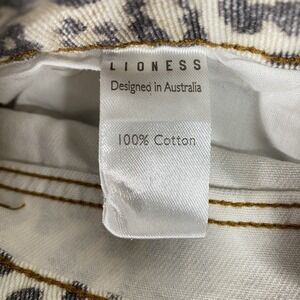 LIONESS
Designed in Australia
100% Cotton